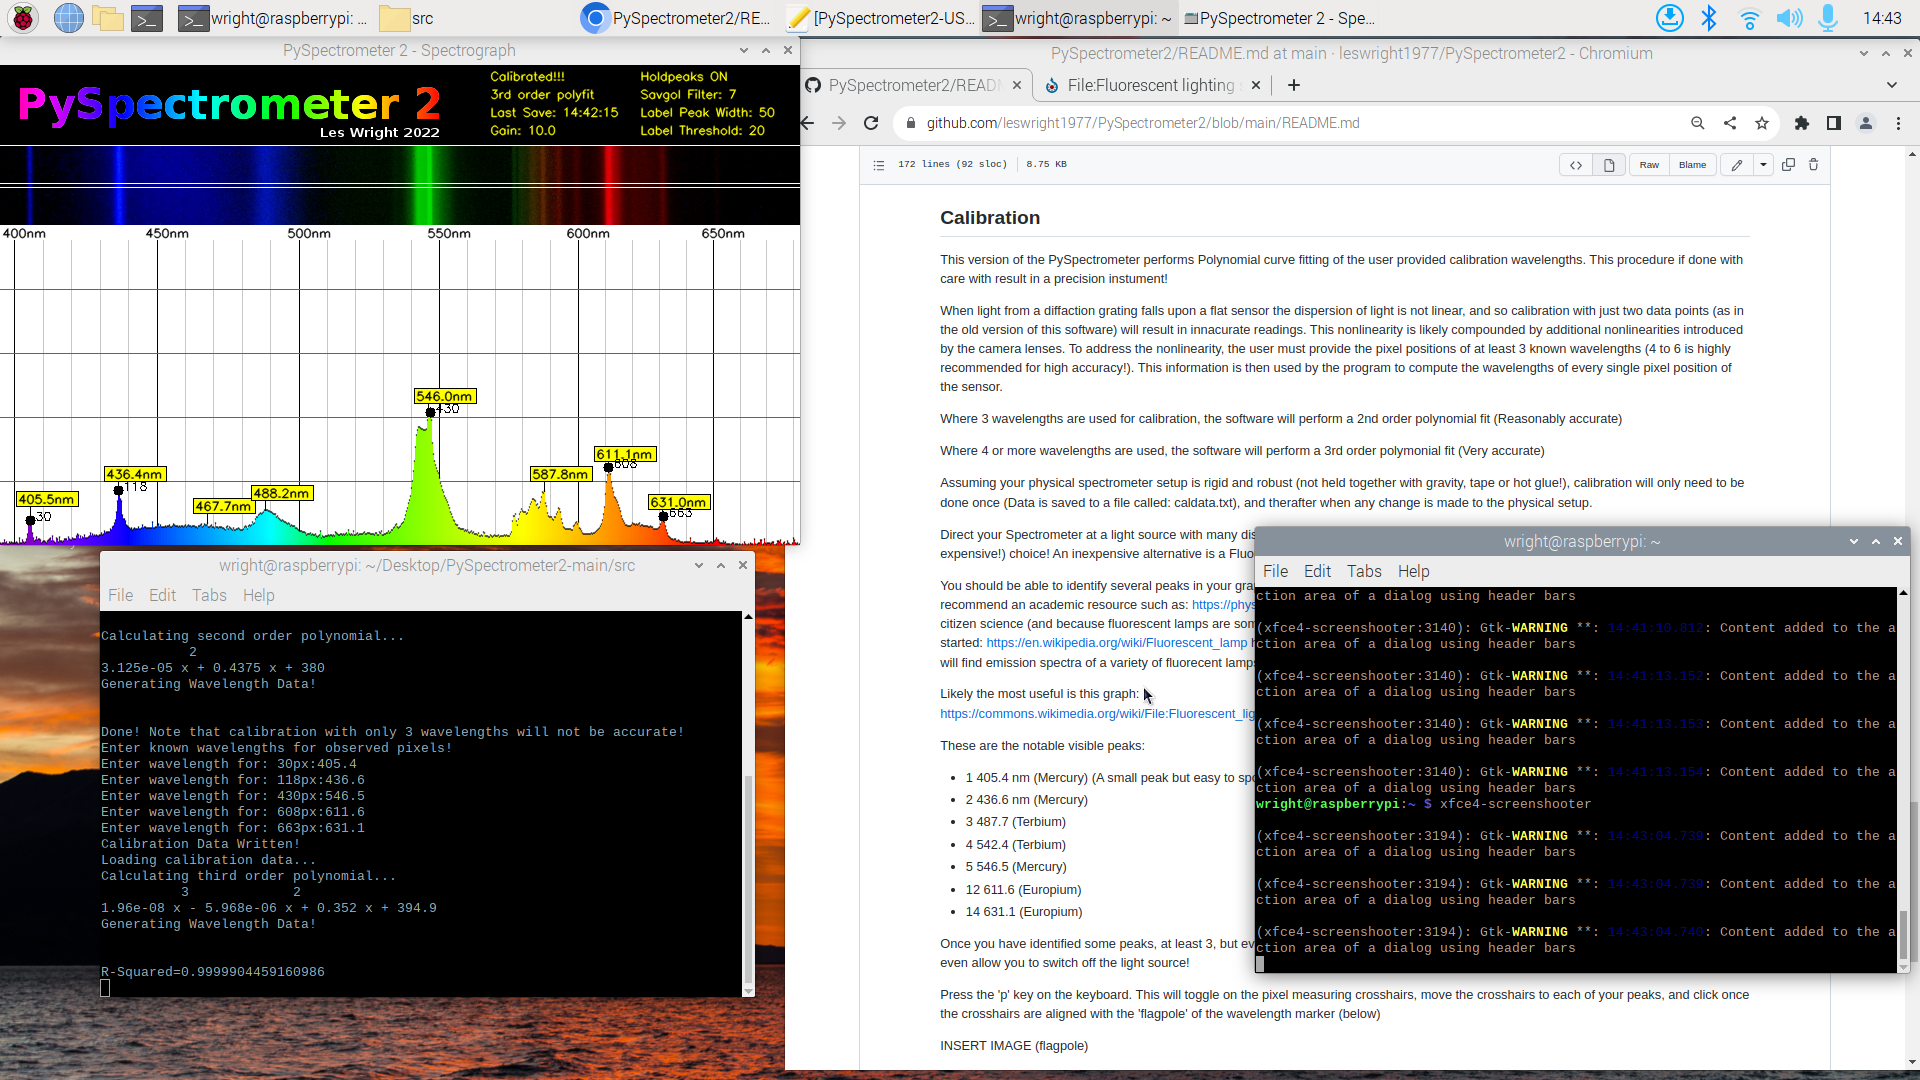 wright@raspberrypi: ...
src
PySpectrometer2/RE...
[PySpectrometer2-US...
wright@raspberrypi: ~
PySpectrometer 2 - Spe...
14:43
PySpectrometer 2 - Spectrograph
PySpectrometer 2
Les Wright 2022
Calibrated!!!
3rd order polyfit
Last Save: 14:42:15
Gain: 10.0
Holdpeaks ON
Savgol Filter: 7
Label Peak Width: 50
Label Threshold: 20
400nm 450nm 500nm 550nm 600nm 650nm
546.0nm
430
611.1nm
608
436.4nm
118
587.8nm
488.2nm
405.5nm
30
467.7nm
631.0nm
663
wright@raspberrypi: ~/Desktop/PySpectrometer2-main/src
File Edit Tabs Help
Calculating second order polynomial...
2
3.125e-05 x + 0.4375 x + 380
Generating Wavelength Data!
Done! Note that calibration with only 3 wavelengths will not be accurate!
Enter known wavelengths for observed pixels!
Enter wavelength for: 30px:405.4
Enter wavelength for: 118px:436.6
Enter wavelength for: 430px:546.5
Enter wavelength for: 608px:611.6
Enter wavelength for: 663px:631.1
Calibration Data Written!
Loading calibration data...
Calculating third order polynomial...
3 2
1.96e-08 x - 5.968e-06 x + 0.352 x + 394.9
Generating Wavelength Data!
R-Squared=0.9999904459160986
PySpectrometer2/README.md at main · leswright1977/PySpectrometer2 - Chromium
PySpectrometer2/READ
File:Fluorescent lighting
github.com/leswright1977/PySpectrometer2/blob/main/README.md
172 lines (92 sloc) 8.75 KB
Raw Blame
Calibration
This version of the PySpectrometer performs Polynomial curve fitting of the user provided calibration wavelengths. This procedure if done with
care with result in a precision instument!
When light from a diffraction grating falls upon a flat sensor the dispersion of light is not linear, and so calibration with just two data points (as in
the old version of this software) will result in innacurate readings. This nonlinearity is likely compounded by additional nonlinearities introduced
by the camera lenses. To address the nonlinearity, the user must provide the pixel positions of at least 3 known wavelengths (4 to 6 is highly
recommended for high accuracy!). This information is then used by the program to compute the wavelengths of every single pixel position of
the sensor.
Where 3 wavelengths are used for calibration, the software will perform a 2nd order polynomial fit (Reasonably accurate)
Where 4 or more wavelengths are used, the software will perform a 3rd order polymonial fit (Very accurate)
Assuming your physical spectrometer setup is rigid and robust (not held together with gravity, tape or hot glue!), calibration will only need to be
done once (Data is saved to a file called: caldata.txt), and therafter when any change is made to the physical setup.
Direct your Spectrometer at a light source with many dis
expensive!) choice! An inexpensive alternative is a Fluo
You should be able to identify several peaks in your gra
recommend an academic resource such as: https://phys
citizen science (and because fluorescent lamps are som
started: https://en.wikipedia.org/wiki/Fluorescent_lamp h
will find emission spectra of a variety of fluorecent lamps
Likely the most useful is this graph:
https://commons.wikimedia.org/wiki/File:Fluorescent_lig
These are the notable visible peaks:
1 405.4 nm (Mercury) (A small peak but easy to spo
2 436.6 nm (Mercury)
3 487.7 (Terbium)
4 542.4 (Terbium)
5 546.5 (Mercury)
12 611.6 (Europium)
14 631.1 (Europium)
Once you have identified some peaks, at least 3, but ev
even allow you to switch off the light source!
Press the 'p' key on the keyboard. This will toggle on the pixel measuring crosshairs, move the crosshairs to each of your peaks, and click once
the crosshairs are aligned with the 'flagpole' of the wavelength marker (below)
INSERT IMAGE (flagpole)
wright@raspberrypi: ~
File Edit Tabs Help
ction area of a dialog using header bars
(xfce4-screenshooter:3140): Gtk-WARNING **: 14:41:10.812: Content added to the a
ction area of a dialog using header bars
(xfce4-screenshooter:3140): Gtk-WARNING **: 14:41:13.152: Content added to the a
ction area of a dialog using header bars
(xfce4-screenshooter:3140): Gtk-WARNING **: 14:41:13.153: Content added to the a
ction area of a dialog using header bars
(xfce4-screenshooter:3140): Gtk-WARNING **: 14:41:13.154: Content added to the a
ction area of a dialog using header bars
wright@raspberrypi:~ $ xfce4-screenshooter
(xfce4-screenshooter:3194): Gtk-WARNING **: 14:43:04.739: Content added to the a
ction area of a dialog using header bars
(xfce4-screenshooter:3194): Gtk-WARNING **: 14:43:04.739: Content added to the a
ction area of a dialog using header bars
(xfce4-screenshooter:3194): Gtk-WARNING **: 14:43:04.740: Content added to the a
ction area of a dialog using header bars